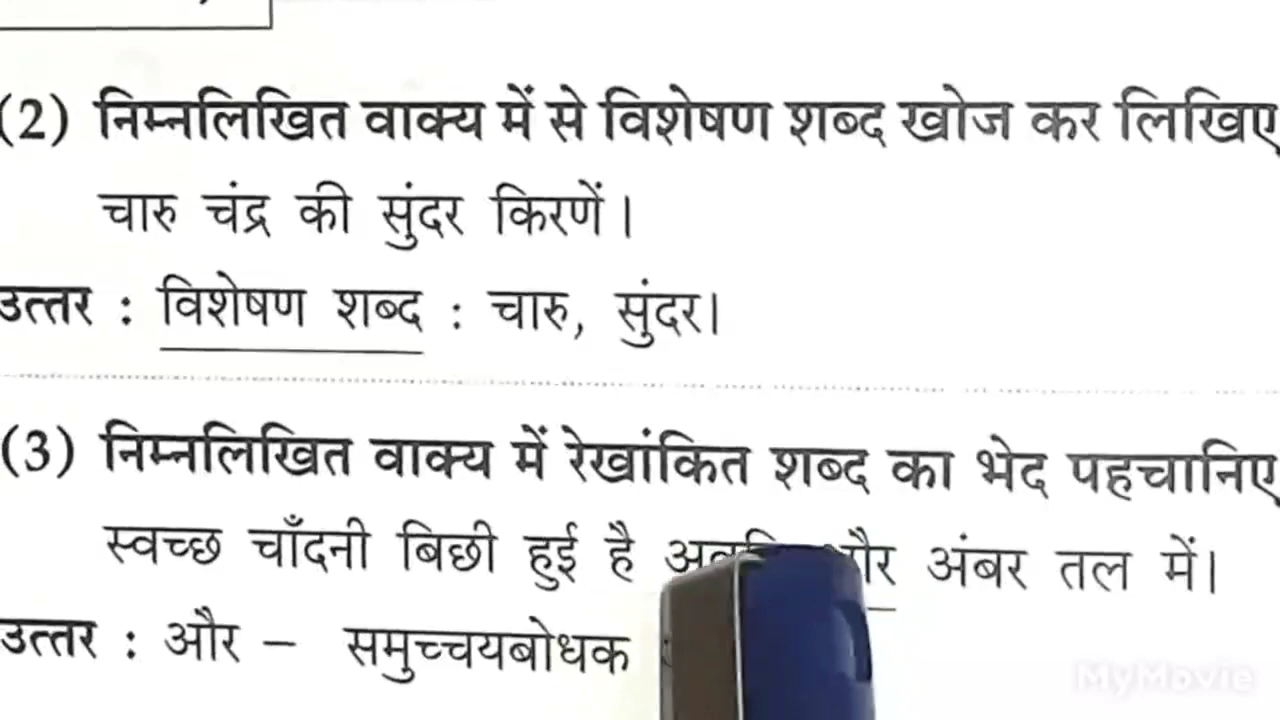 (2) निम्नलिखित वाक्य में से विशेषण शब्द खोज कर लिखिए
चारु चंद्र की सुंदर किरणें।
उत्तर : विशेषण शब्द : चारु, सुंदर।
(3) निम्नलिखित वाक्य में रेखांकित शब्द का भेद पहचानिए
स्वच्छ चाँदनी बिछी हुई है अंबर तल में।
उत्तर : और – समुच्चयबोधक
MyMovie